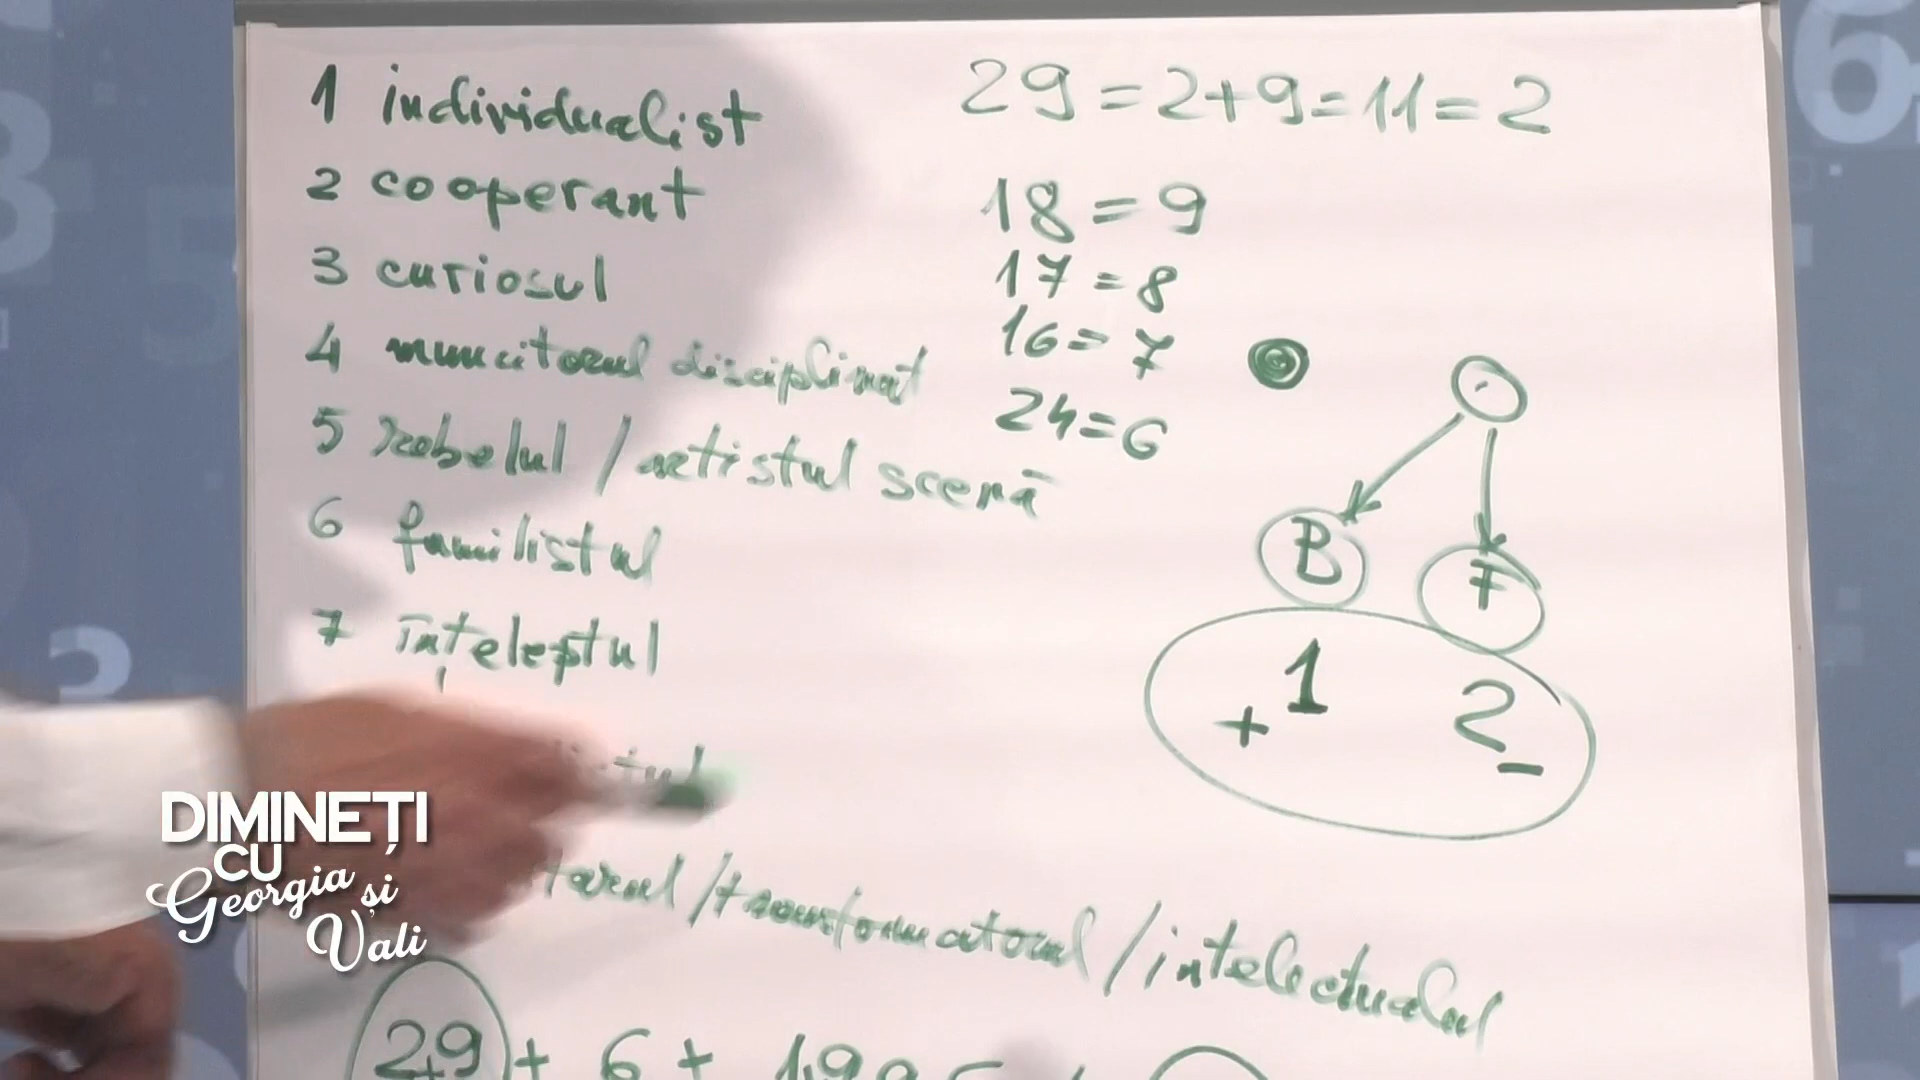 1 individualist
2 cooperant
3 curiosul
4 muncitorul disciplinat
5 rebelul / artistul scenă
6 familistul
7 înțeleptul
/transformatorul/intelectualul
29 + 6 +
29 = 2+9 = 11 = 2
18 = 9
17 = 8
16 = 7
24 = 6
B
F
+ 1 2 -
DIMINEȚI
CU
Georgia și
Vali
6
3